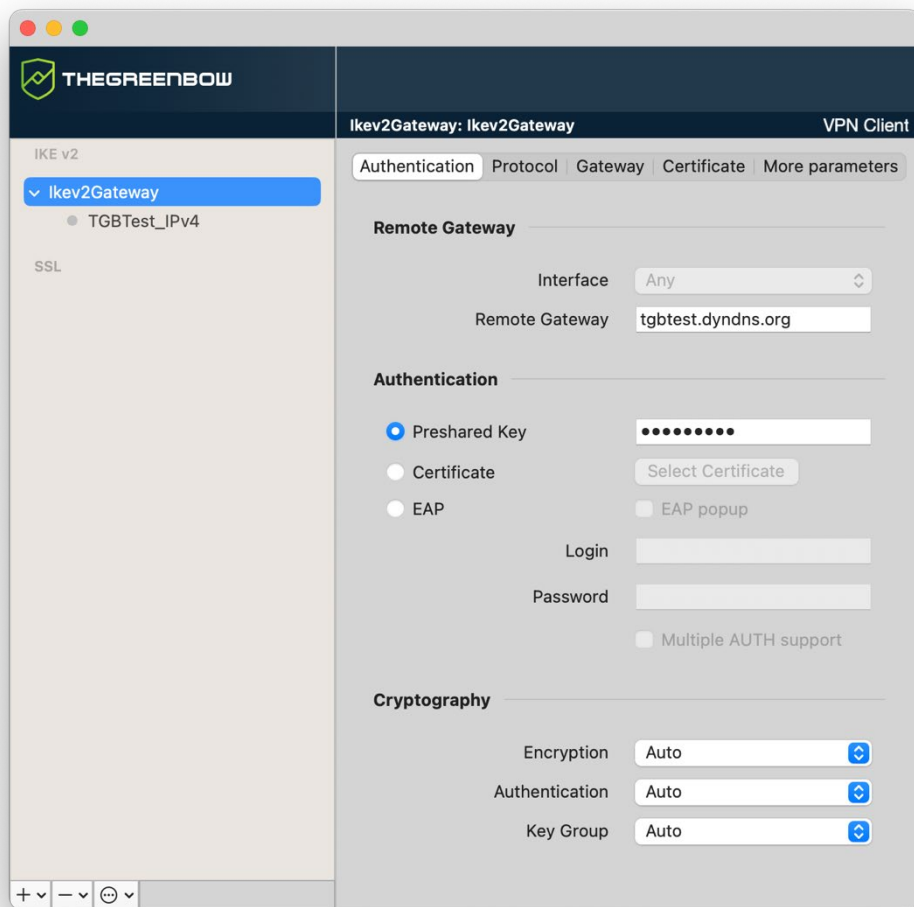 THEGREENBOW
Ikev2Gateway: Ikev2Gateway VPN Client
IKE v2
Ikev2Gateway
TGBTest_IPv4
SSL
Authentication Protocol Gateway Certificate More parameters
Remote Gateway
Interface Any
Remote Gateway tgbtest.dyndns.org
Authentication
Preshared Key •••••••••
Certificate Select Certificate
EAP EAP popup
Login
Password
Multiple AUTH support
Cryptography
Encryption Auto
Authentication Auto
Key Group Auto